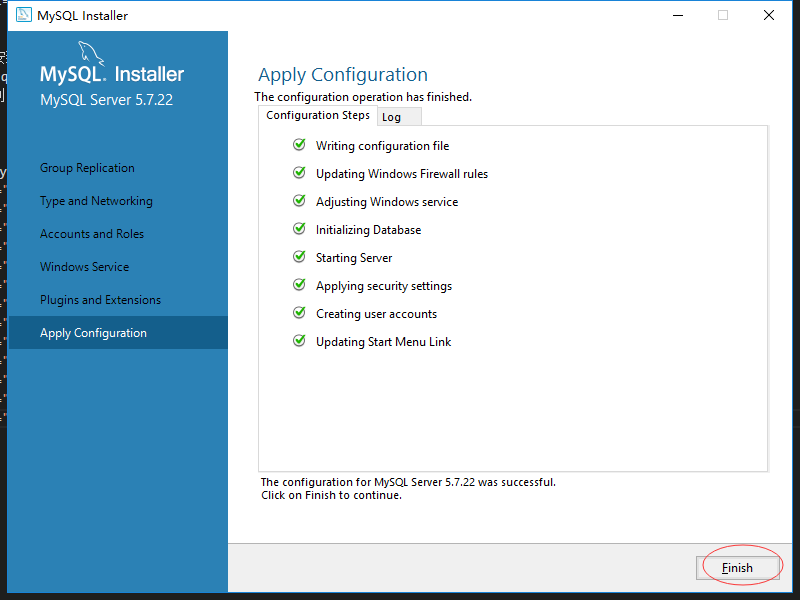 MySQL Installer
MySQL. Installer
MySQL Server 5.7.22
Group Replication
Type and Networking
Accounts and Roles
Windows Service
Plugins and Extensions
Apply Configuration
Apply Configuration
The configuration operation has finished.
Configuration Steps
Log
Writing configuration file
Updating Windows Firewall rules
Adjusting Windows service
Initializing Database
Starting Server
Applying security settings
Creating user accounts
Updating Start Menu Link
The configuration for MySQL Server 5.7.22 was successful.
Click on Finish to continue.
Finish